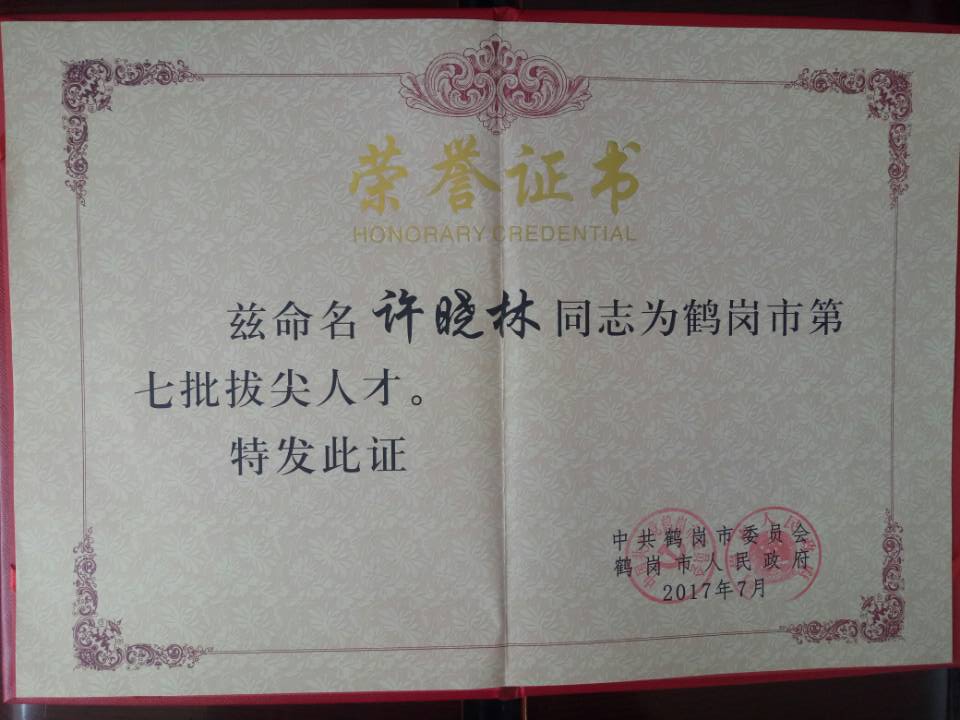 荣誉证书
HONORARY CREDENTIAL
兹命名 许晓林 同志为鹤岗市第
七批拔尖人才。
特发此证
中共鹤岗市委员会
鹤岗市人民政府
2017年7月